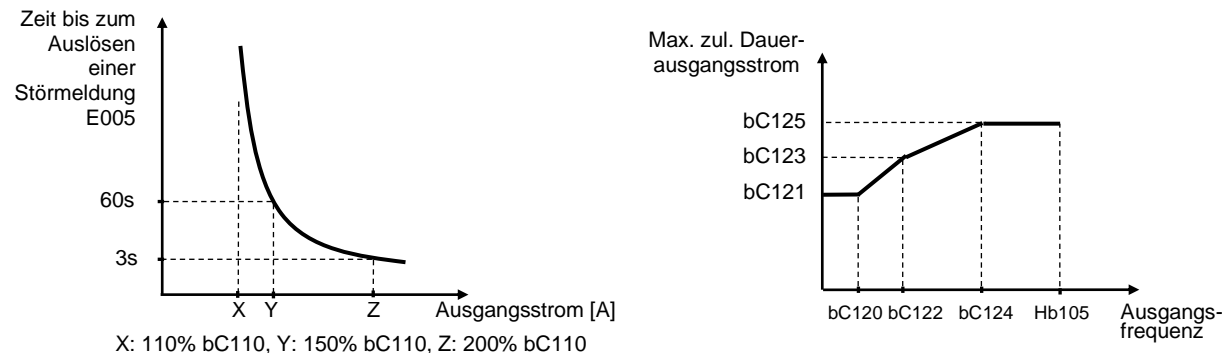 Zeit bis zum
Auslösen
einer
Störmeldung
E005
60s
3s
X Y Z
Ausgangsstrom [A]
X: 110% bC110, Y: 150% bC110, Z: 200% bC110
Max. zul. Dauer-
ausgangsstrom
bC125
bC123
bC121
bC120 bC122 bC124 Hb105
Ausgangs-
frequenz